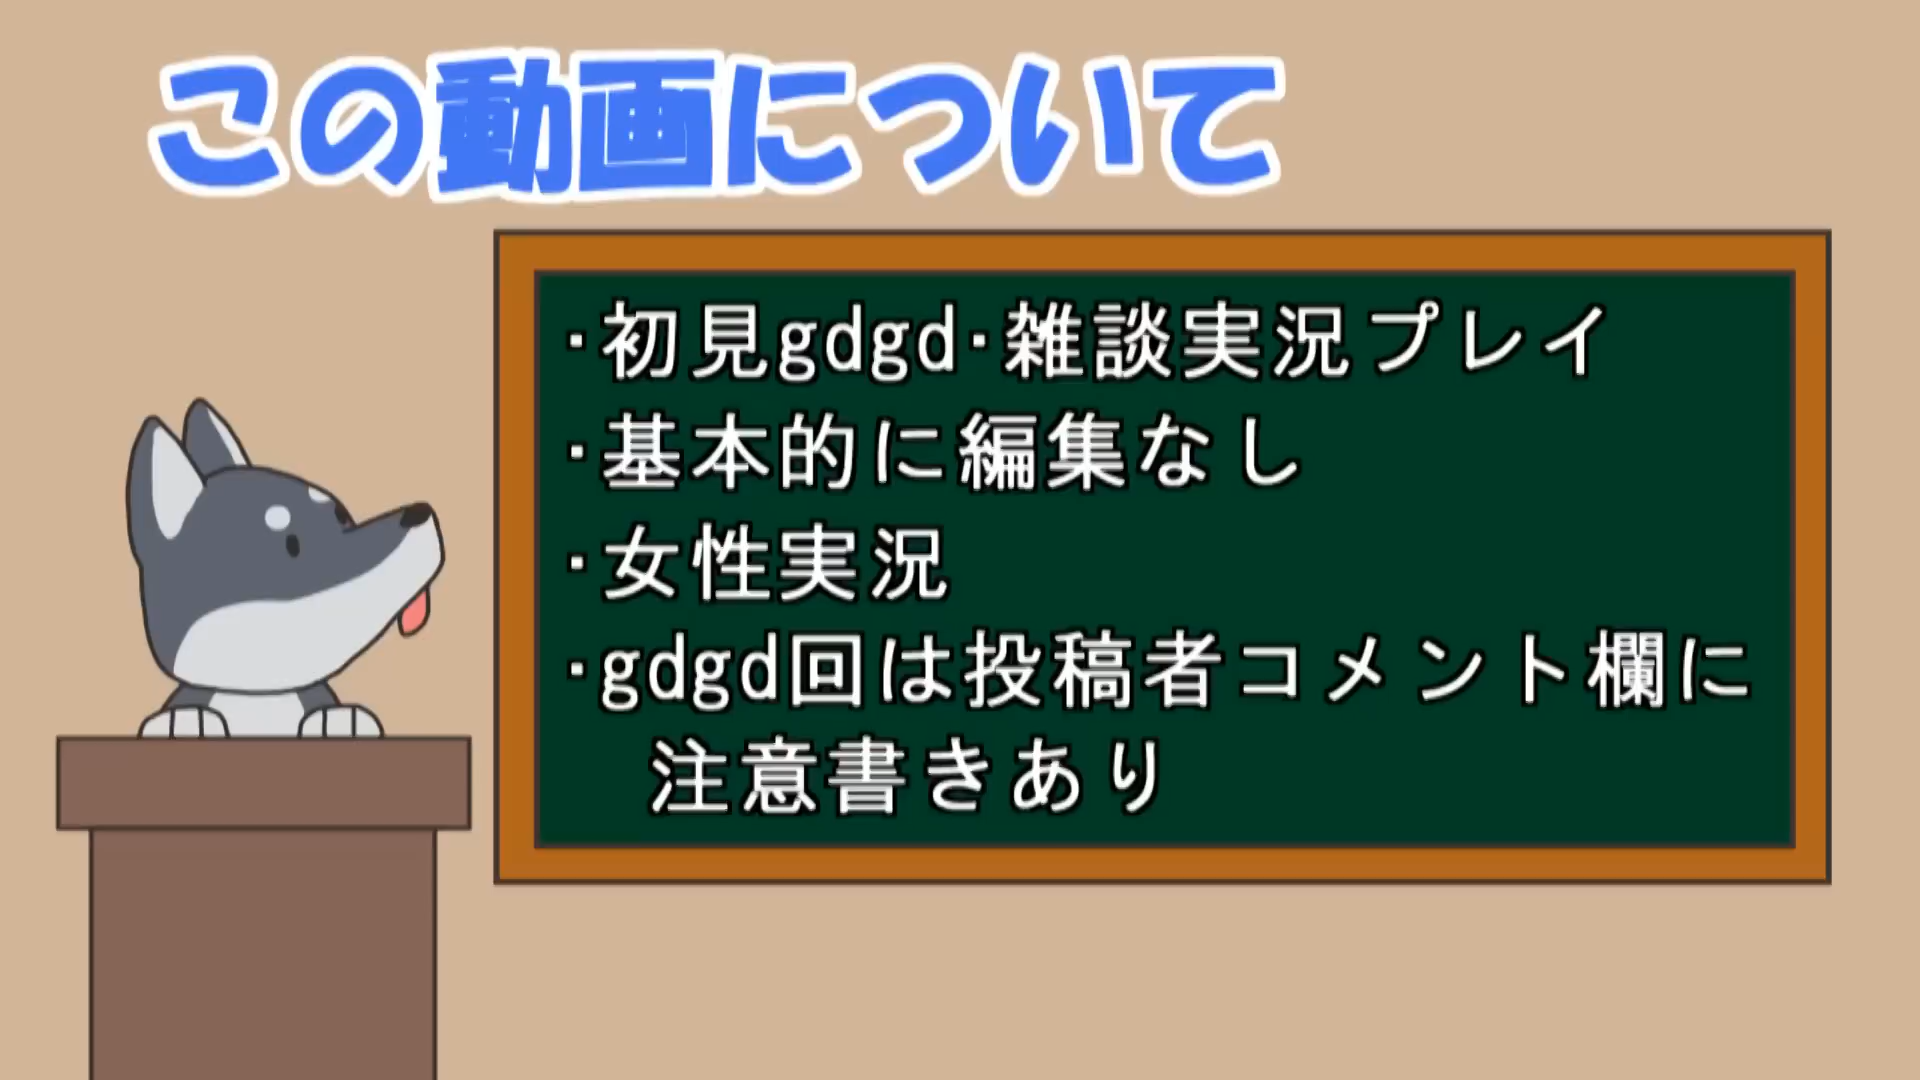 この動画について
・初見gdgd・雑談実況プレイ
・基本的に編集なし
・女性実況
・gdgd回は投稿者コメント欄に
注意書きあり